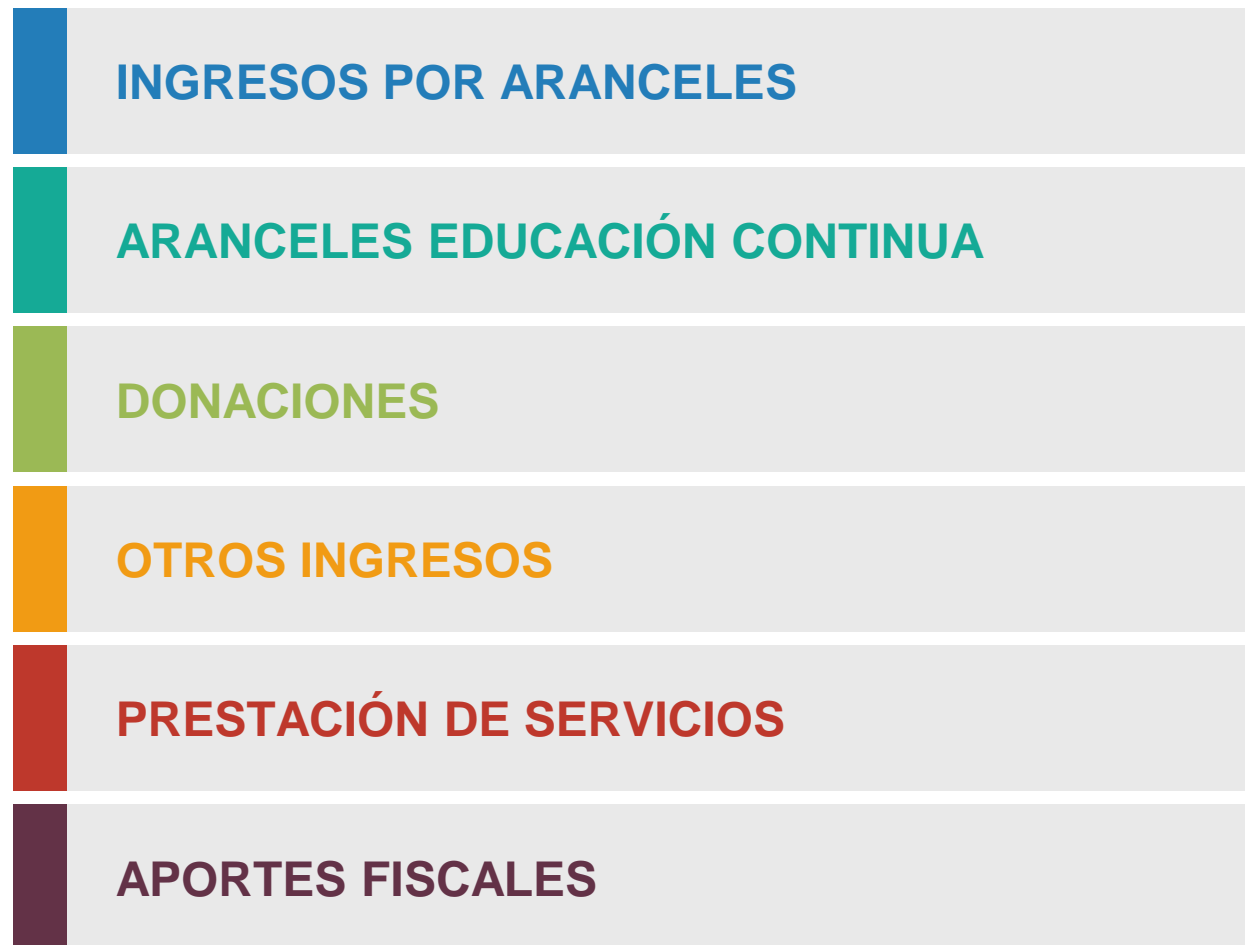 INGRESOS POR ARANCELES
ARANCELES EDUCACIÓN CONTINUA
DONACIONES
OTROS INGRESOS
PRESTACIÓN DE SERVICIOS
APORTES FISCALES